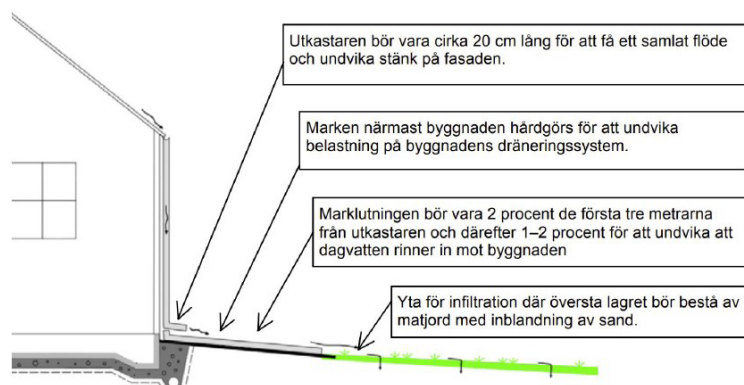 Utkastaren bör vara cirka 20 cm lång för att få ett samlat flöde
och undvika stänk på fasaden.
Marken närmast byggnaden hårdgörs för att undvika
belastning på byggnadens dräneringssystem.
Marklutningen bör vara 2 procent de första tre metrarna
från utkastaren och därefter 1–2 procent för att undvika att
dagvatten rinner in mot byggnaden
Yta för infiltration där översta lagret bör bestå av
matjord med inblandning av sand.